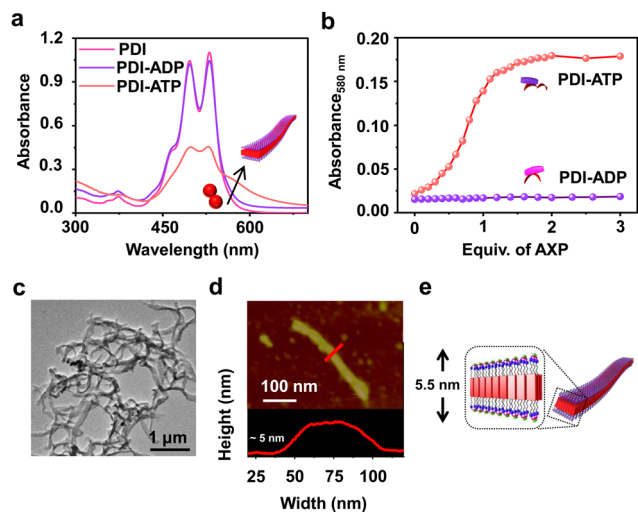 a
PDI
PDI-ADP
PDI-ATP
Absorbance
1.2
0.9
0.6
0.3
0.0
300
450
600
Wavelength (nm)
b
Absorbance580 nm
0.20
0.15
0.10
0.05
0.00
PDI-ATP
PDI-ADP
0
1
2
3
Equiv. of AXP
c
1 µm
d
100 nm
Height (nm)
~ 5 nm
25
50
75
100
Width (nm)
e
5.5 nm